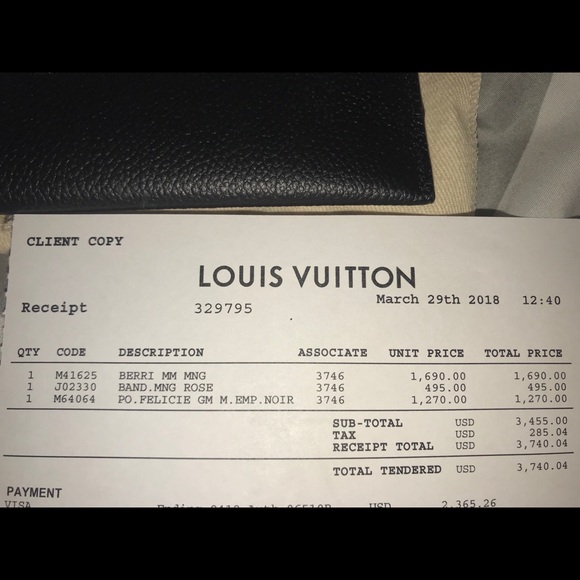 CLIENT COPY
LOUIS VUITTON
Receipt 329795 March 29th 2018 12:40
QTY CODE DESCRIPTION ASSOCIATE UNIT PRICE TOTAL PRICE
1 M41625 BERRI MM MNG 3746 1,690.00 1,690.00
1 J02330 BAND.MNG ROSE 3746 495.00 495.00
1 M64064 PO.FELICIE GM M.EMP.NOIR 3746 1,270.00 1,270.00
SUB-TOTAL USD 3,455.00
TAX USD 285.04
RECEIPT TOTAL USD 3,740.04
TOTAL TENDERED USD 3,740.04
PAYMENT
VISA Ending USD 2,365.26